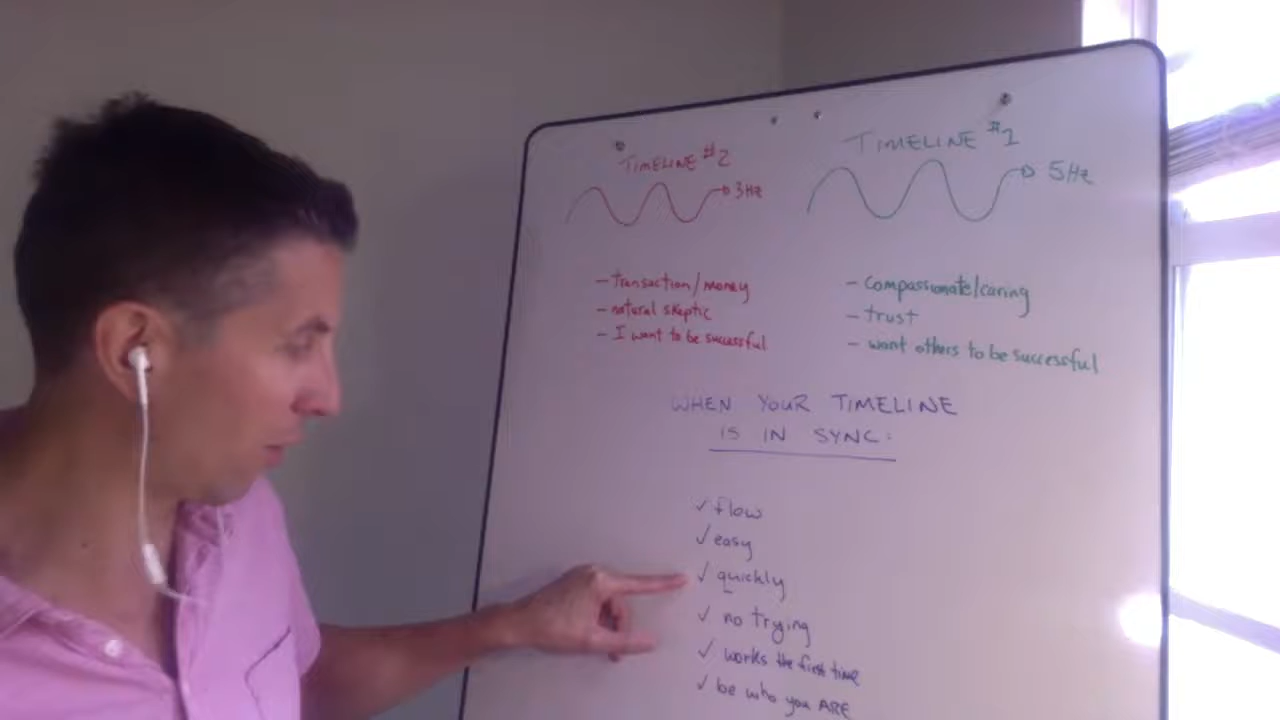 TIMELINE #2
3Hz
- transaction/money
- natural skeptic
- I want to be successful
TIMELINE #1
5Hz
- compassionate/caring
- trust
- want others to be successful
WHEN YOUR TIMELINE
IS IN SYNC:
✓ flow
✓ easy
✓ quickly
✓ no trying
✓ works the first time
✓ be who you ARE